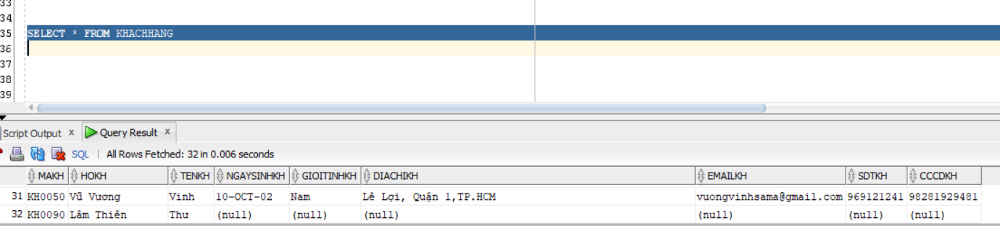 33
34
35 SELECT * FROM KHACHHANG
36
37
38
39
Script Output x Query Result x
SQL | All Rows Fetched: 32 in 0.006 seconds
MAKH HOKH TENKH NGAYSINHKH GIOITINHKH DIACHIKH EMAILKH SDTKH CCCDKH
31 KH0050 Vũ Vương Vinh 10-OCT-02 Nam Lê Lợi, Quận 1,TP.HCM vuongvinhsama@gmail.com 969121241 98281929481
32 KH0090 Lâm Thiên Thư (null) (null) (null) (null) (null) (null)